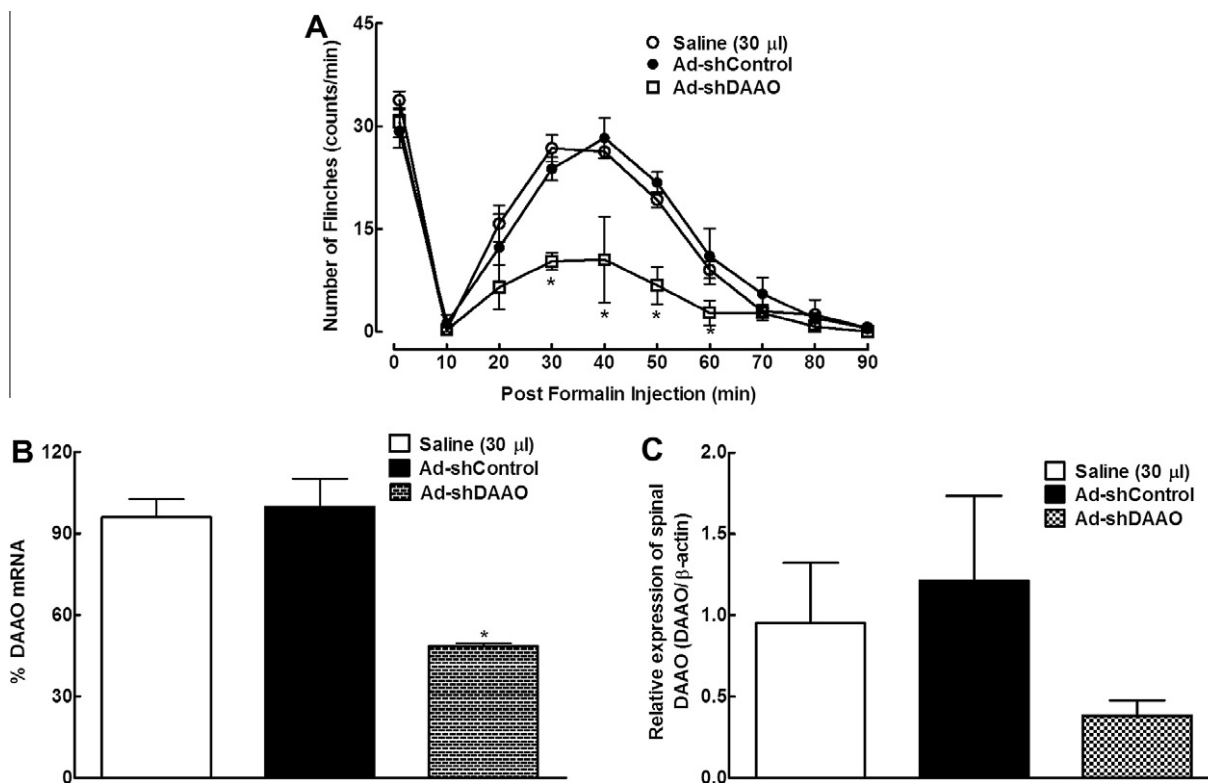 A
Saline (30 μl)
Ad-shControl
Ad-shDAAO
Number of Flinches (counts/min)
45
30
15
0
*
*
*
*
0 10 20 30 40 50 60 70 80 90
Post Formalin Injection (min)
B
Saline (30 μl)
Ad-shControl
Ad-shDAAO
% DAAO mRNA
120
90
60
30
0
*
C
Saline (30 μl)
Ad-shControl
Ad-shDAAO
Relative expression of spinal
DAAO (DAAO/β-actin)
2.0
1.5
1.0
0.5
0.0